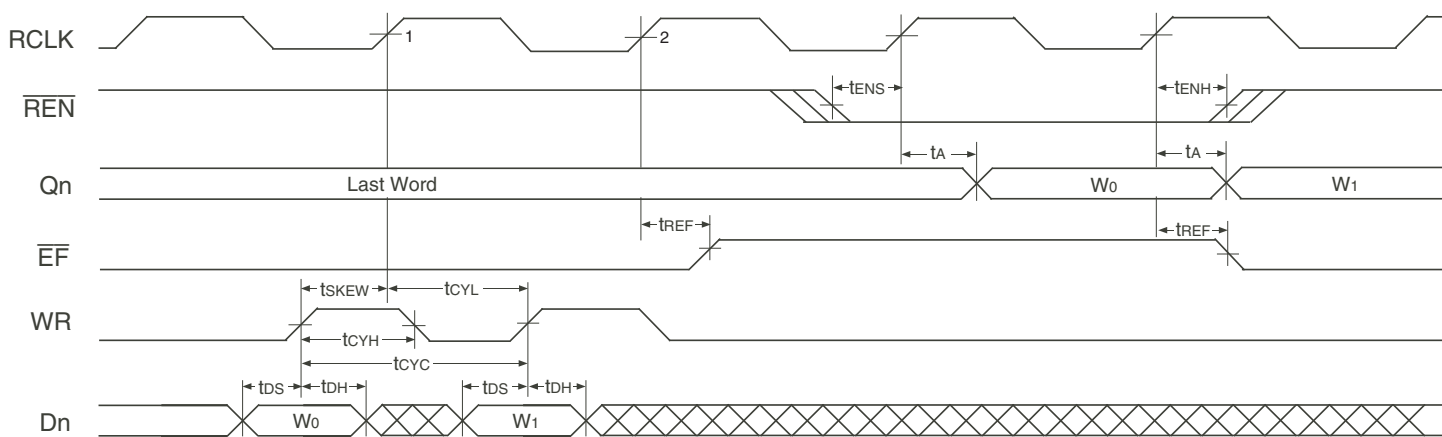 RCLK 1 2
REN tENS tENH
Qn Last Word tA W0 tA W1
EF tREF tREF
WR tSKEW tCYL
tCYH
tCYC
Dn tDS tDH tDS tDH
W0 W1